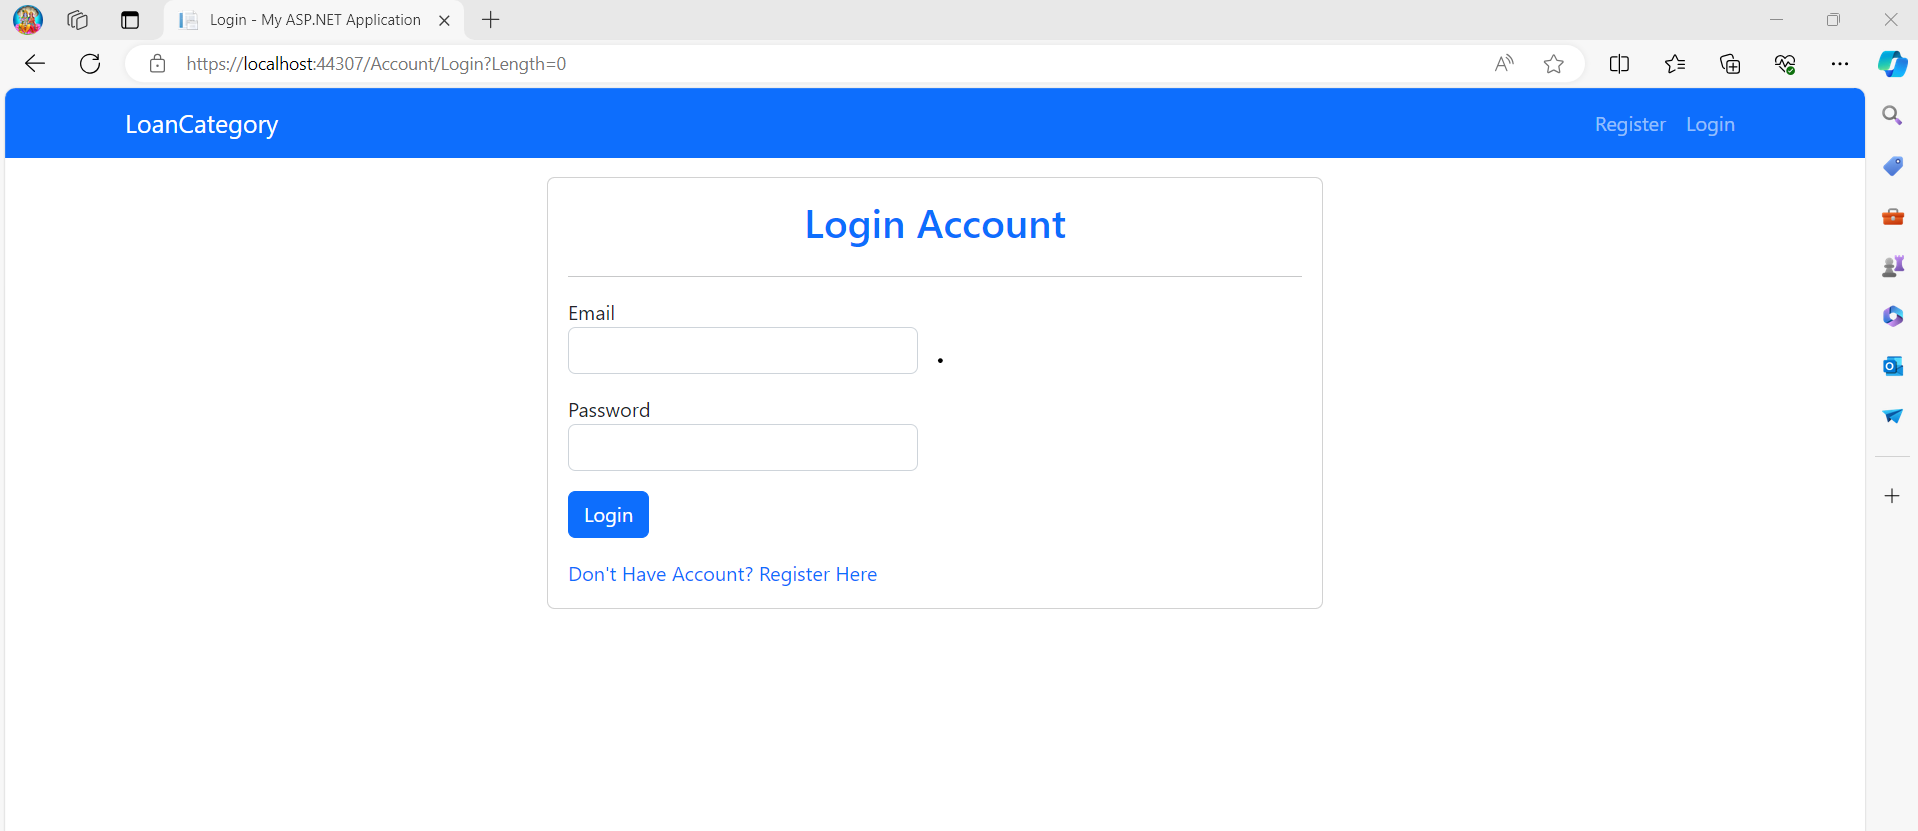 Login - My ASP.NET Application
https://localhost:44307/Account/Login?Length=0
LoanCategory
Register Login
Login Account
Email
Password
Login
Don't Have Account? Register Here